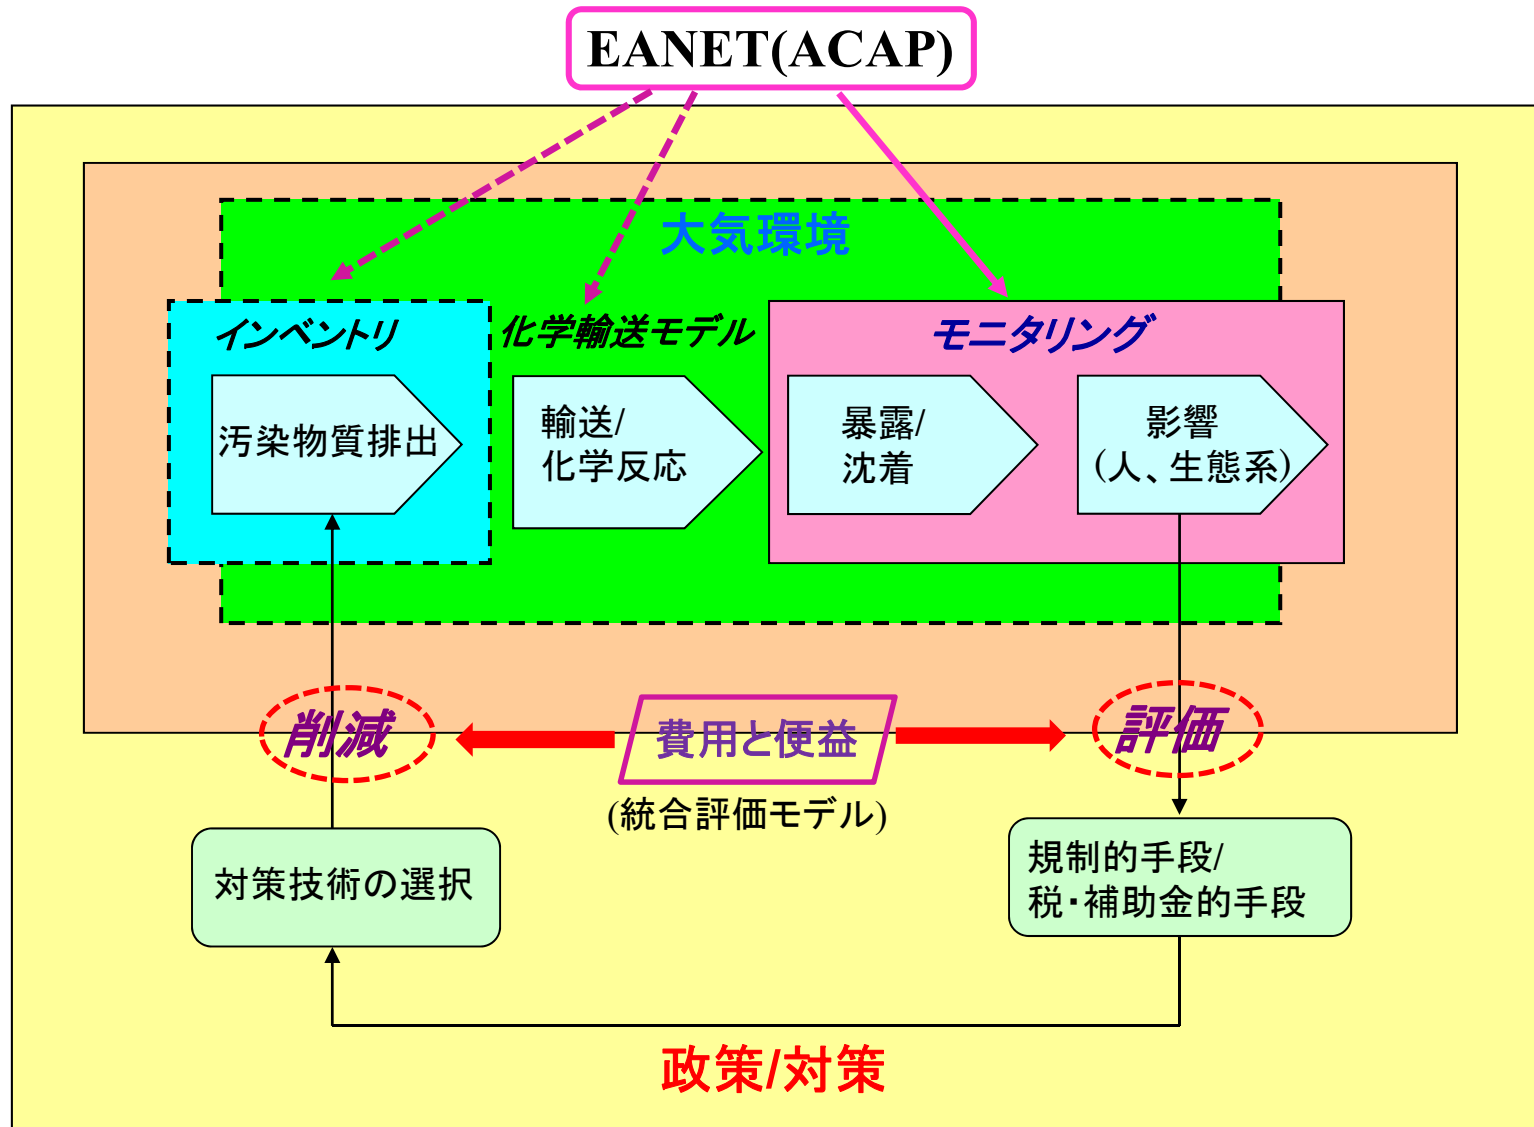 EANET(ACAP)
大気環境
インベントリ
化学輸送モデル
モニタリング
汚染物質排出
輸送/
化学反応
暴露/
沈着
影響
(人、生態系)
削減
費用と便益
評価
(統合評価モデル)
対策技術の選択
規制的手段/
税・補助金的手段
政策/対策